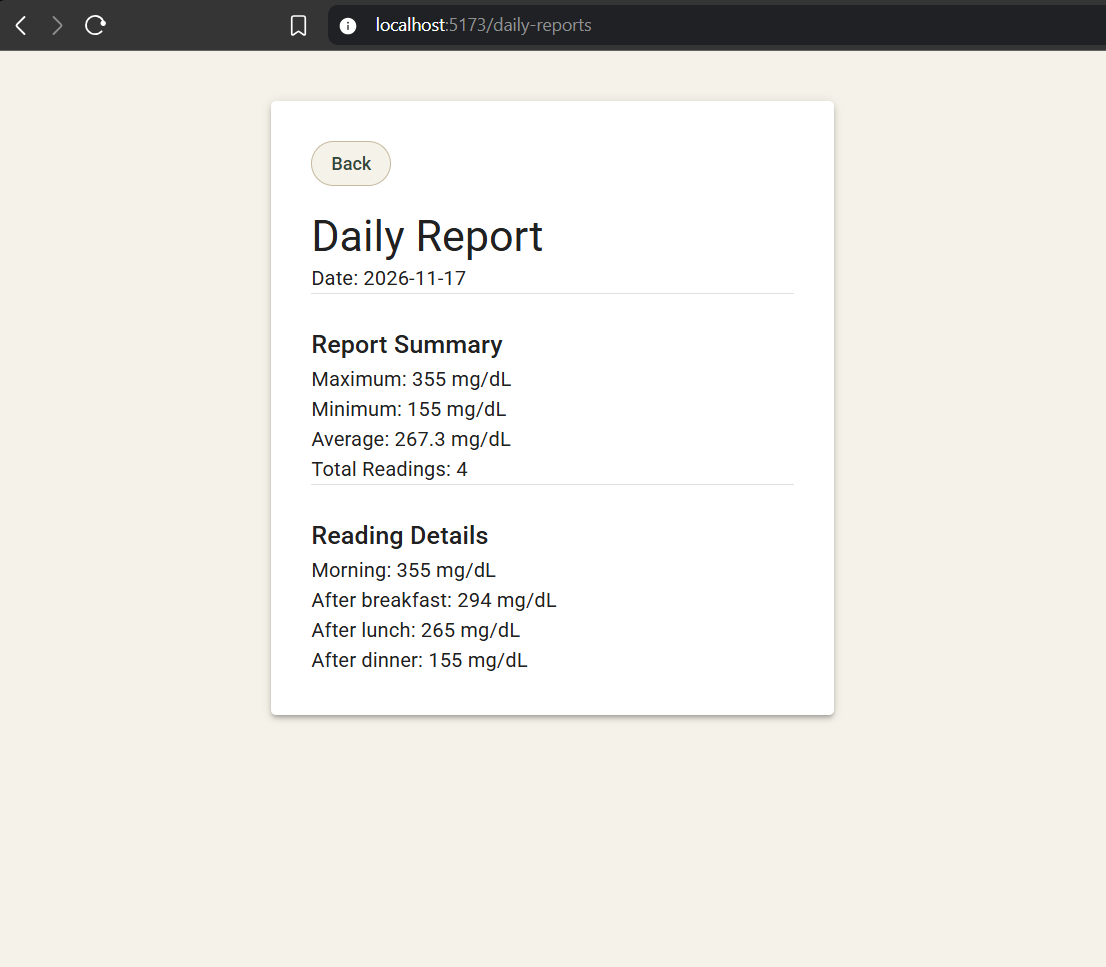 localhost:5173/daily-reports
Back
Daily Report
Date: 2026-11-17
Report Summary
Maximum: 355 mg/dL
Minimum: 155 mg/dL
Average: 267.3 mg/dL
Total Readings: 4
Reading Details
Morning: 355 mg/dL
After breakfast: 294 mg/dL
After lunch: 265 mg/dL
After dinner: 155 mg/dL